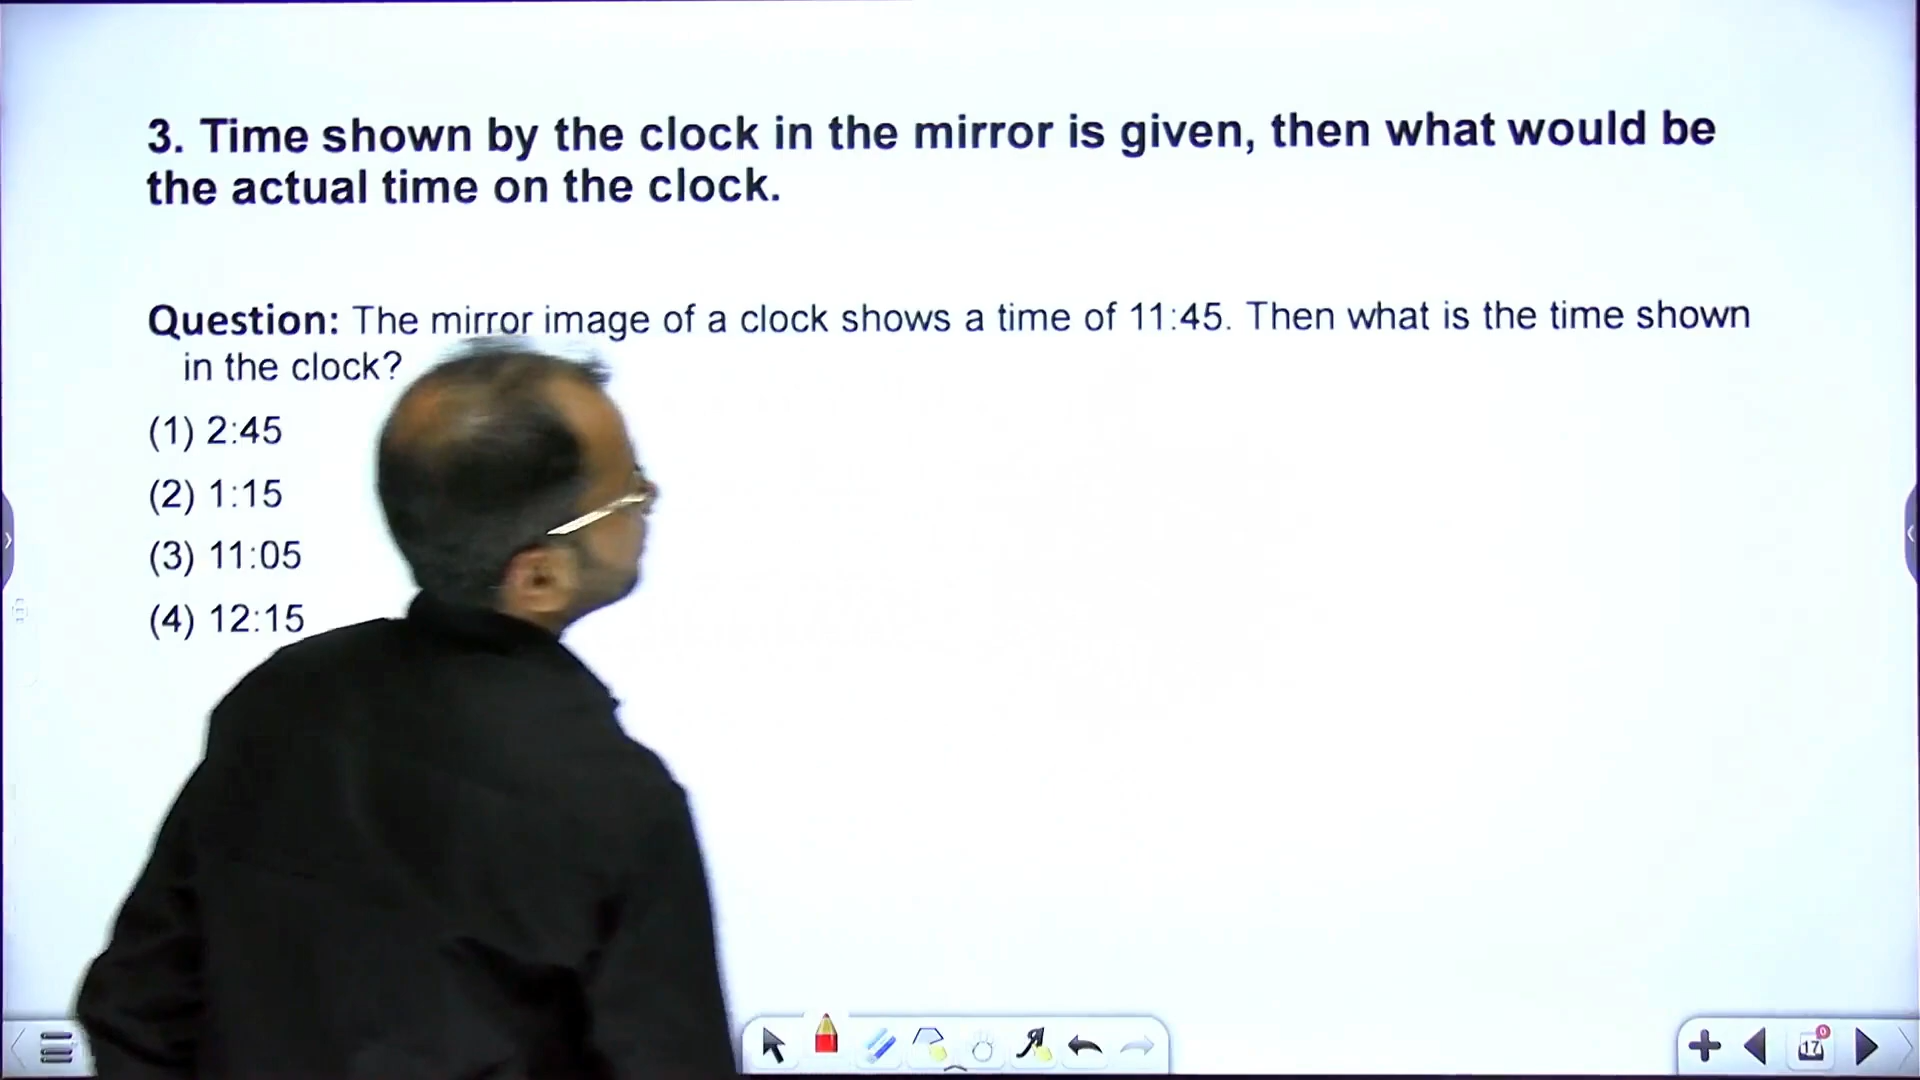 3. Time shown by the clock in the mirror is given, then what would be
the actual time on the clock.
Question: The mirror image of a clock shows a time of 11:45. Then what is the time shown
in the clock?
(1) 2:45
(2) 1:15
(3) 11:05
(4) 12:15
17
0